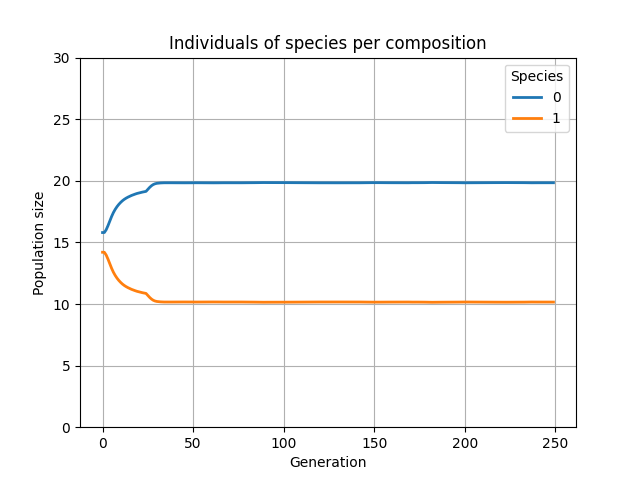 Individuals of species per composition
30
25
20
15
10
5
0
Population size
Species
0
1
0 50 100 150 200 250
Generation